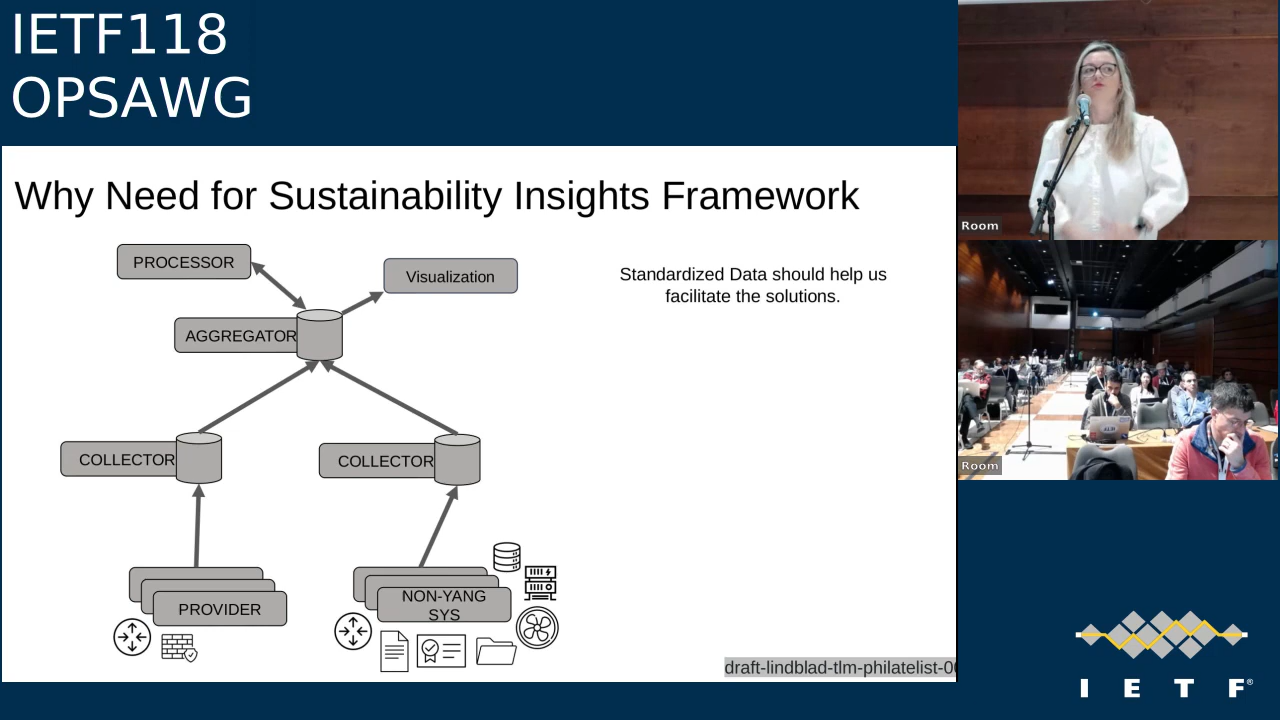 IETF118
OPSAWG
Why Need for Sustainability Insights Framework
PROCESSOR
Visualization
Standardized Data should help us
facilitate the solutions.
AGGREGATOR
COLLECTOR
COLLECTOR
PROVIDER
NON-YANG
SYS
draft-lindblad-tlm-philatelist-00
Room
Room
IETF
I E T F®